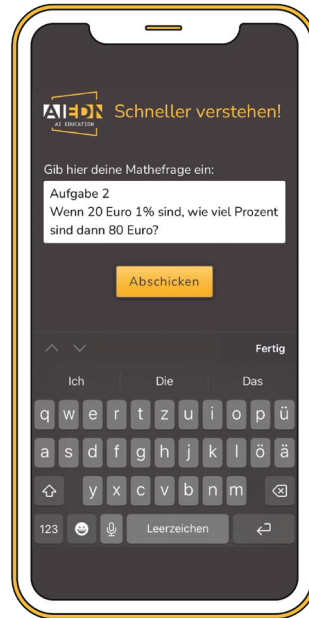 AIEDN
AI EDUCATION
Schneller verstehen!
Gib hier deine Mathefrage ein:
Aufgabe 2
Wenn 20 Euro 1% sind, wie viel Prozent
sind dann 80 Euro?
Abschicken
Fertig
Ich Die Das
q w e r t z u i o p ü
a s d f g h j k l ö ä
y x c v b n m
123 Leerzeichen